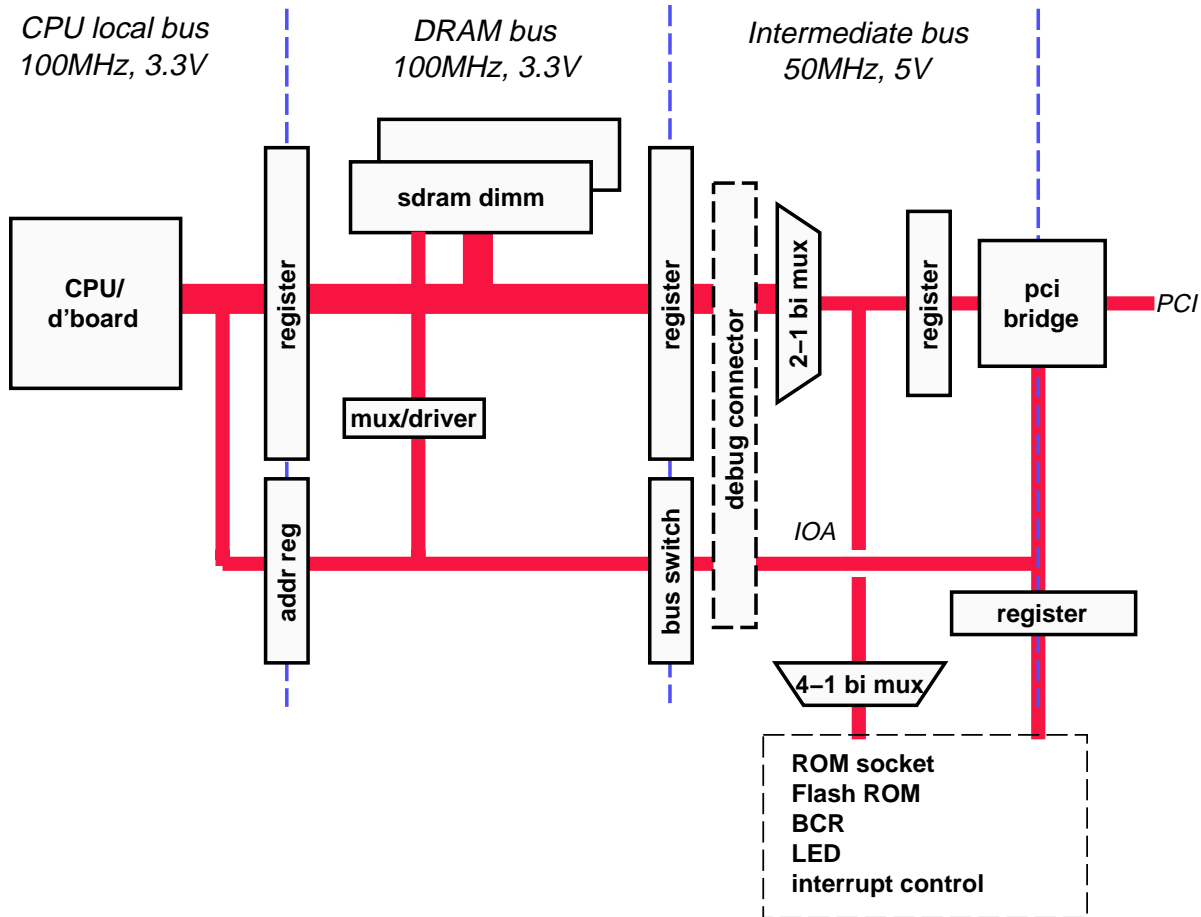 CPU local bus
100MHz, 3.3V
DRAM bus
100MHz, 3.3V
Intermediate bus
50MHz, 5V
sdram dimm
CPU/
d’board
register
register
debug connector
2–1 bi mux
register
pci
bridge
PCI
mux/driver
addr reg
bus switch
IOA
register
4–1 bi mux
ROM socket
Flash ROM
BCR
LED
interrupt control